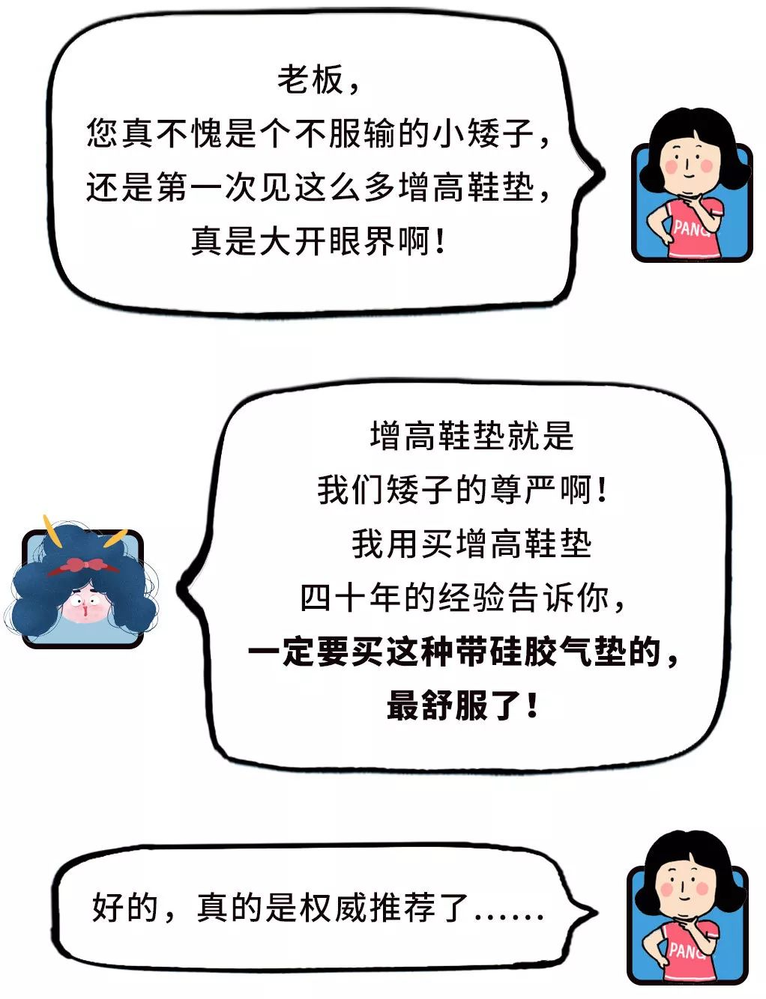 老板，
您真不愧是个不服输的小矮子，
还是第一次见这么多增高鞋垫，
真是大开眼界啊！
PANG
增高鞋垫就是
我们矮子的尊严啊！
我用买增高鞋垫
四十年的经验告诉你，
一定要买这种带硅胶气垫的，
最舒服了！
好的，真的是权威推荐了……
PANG